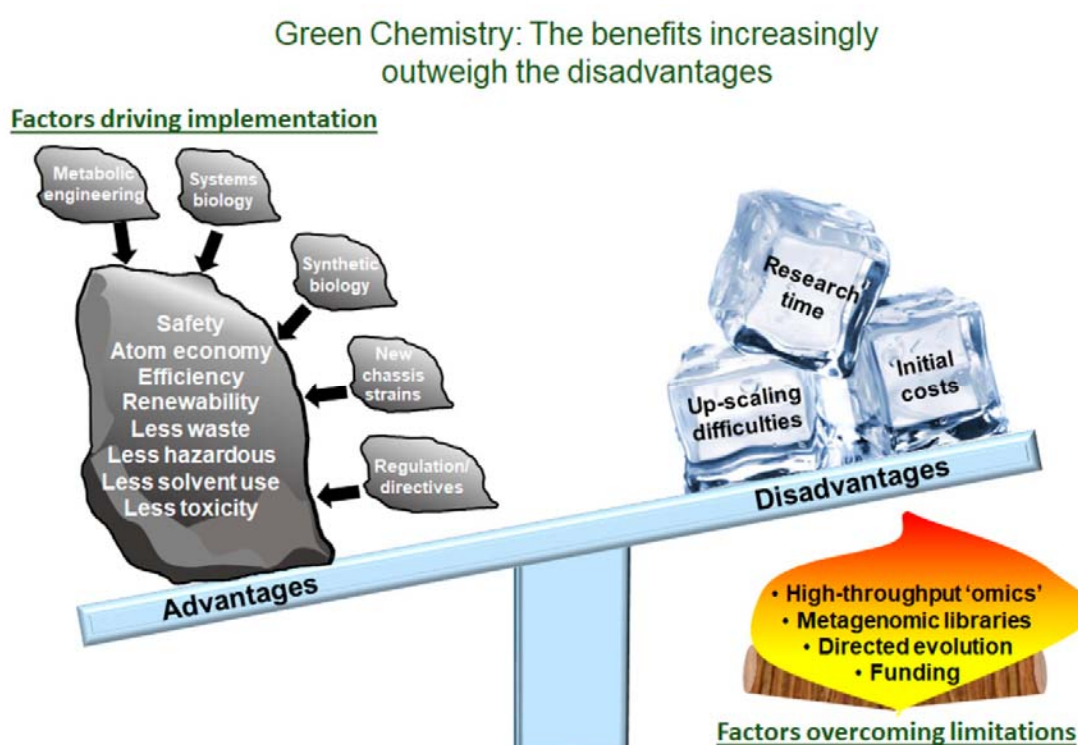 Green Chemistry: The benefits increasingly
outweigh the disadvantages
Factors driving implementation
Metabolic
engineering
Systems
biology
Synthetic
biology
New
chassis
strains
Regulation/
directives
Safety
Atom economy
Efficiency
Renewability
Less waste
Less hazardous
Less solvent use
Less toxicity
Advantages
Research
time
Up-scaling
difficulties
Initial
costs
Disadvantages
• High-throughput ‘omics’
• Metagenomic libraries
• Directed evolution
• Funding
Factors overcoming limitations